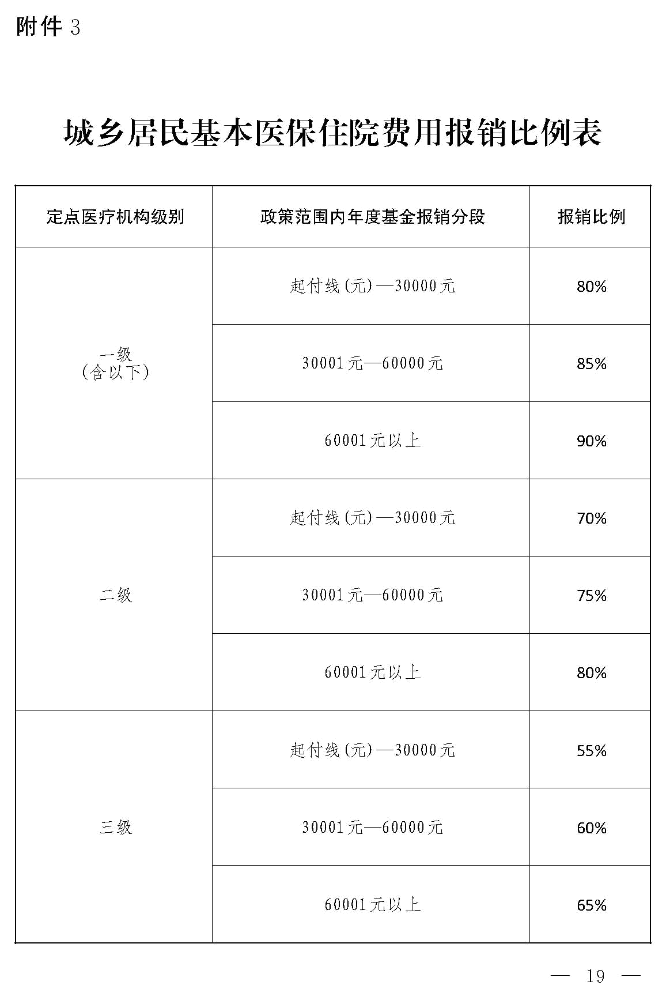 附件 3
城乡居民基本医保住院费用报销比例表
定点医疗机构级别 政策范围内年度基金报销分段 报销比例
一级
(含以下)
起付线(元)—30000元 80%
30001元—60000元 85%
60001元以上 90%
二级
起付线(元)—30000元 70%
30001元—60000元 75%
60001元以上 80%
三级
起付线(元)—30000元 55%
30001元—60000元 60%
60001元以上 65%
— 19 —